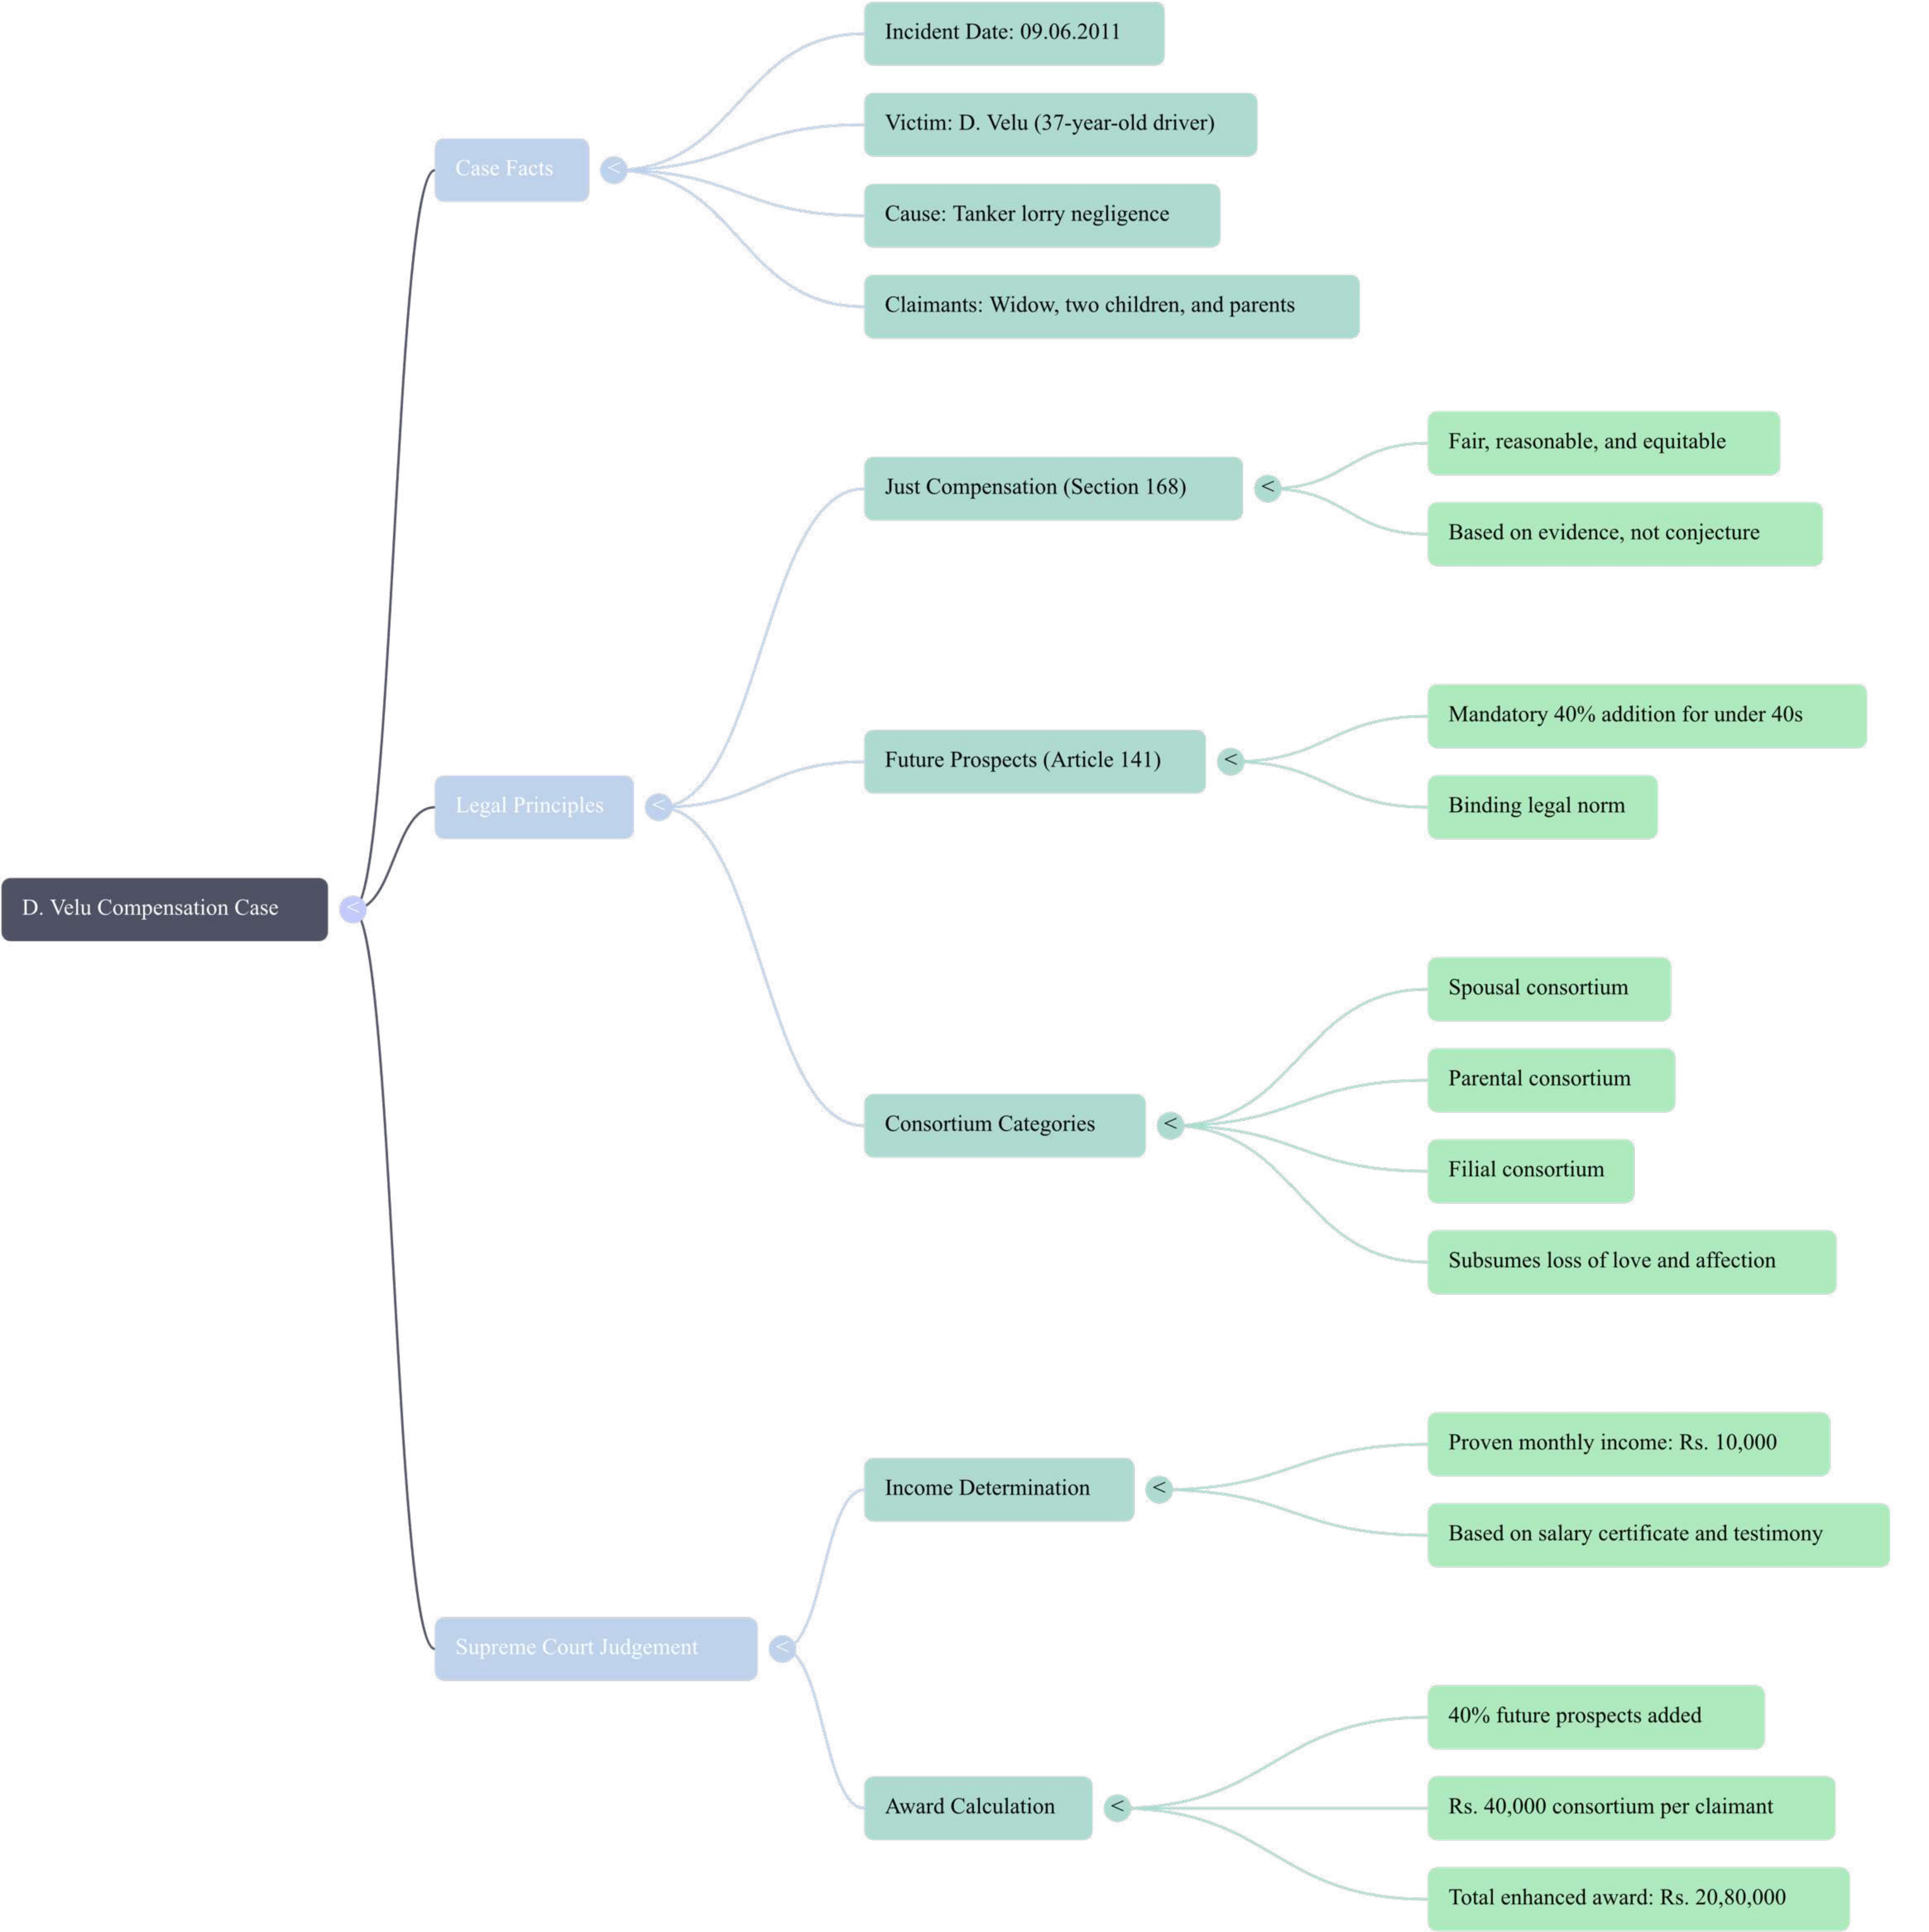 D. Velu Compensation Case
<
Case Facts
<
Incident Date: 09.06.2011
Victim: D. Velu (37-year-old driver)
Cause: Tanker lorry negligence
Claimants: Widow, two children, and parents
Legal Principles
<
Just Compensation (Section 168)
<
Fair, reasonable, and equitable
Based on evidence, not conjecture
Future Prospects (Article 141)
<
Mandatory 40% addition for under 40s
Binding legal norm
Consortium Categories
<
Spousal consortium
Parental consortium
Filial consortium
Subsumes loss of love and affection
Supreme Court Judgement
<
Income Determination
<
Proven monthly income: Rs. 10,000
Based on salary certificate and testimony
Award Calculation
<
40% future prospects added
Rs. 40,000 consortium per claimant
Total enhanced award: Rs. 20,80,000